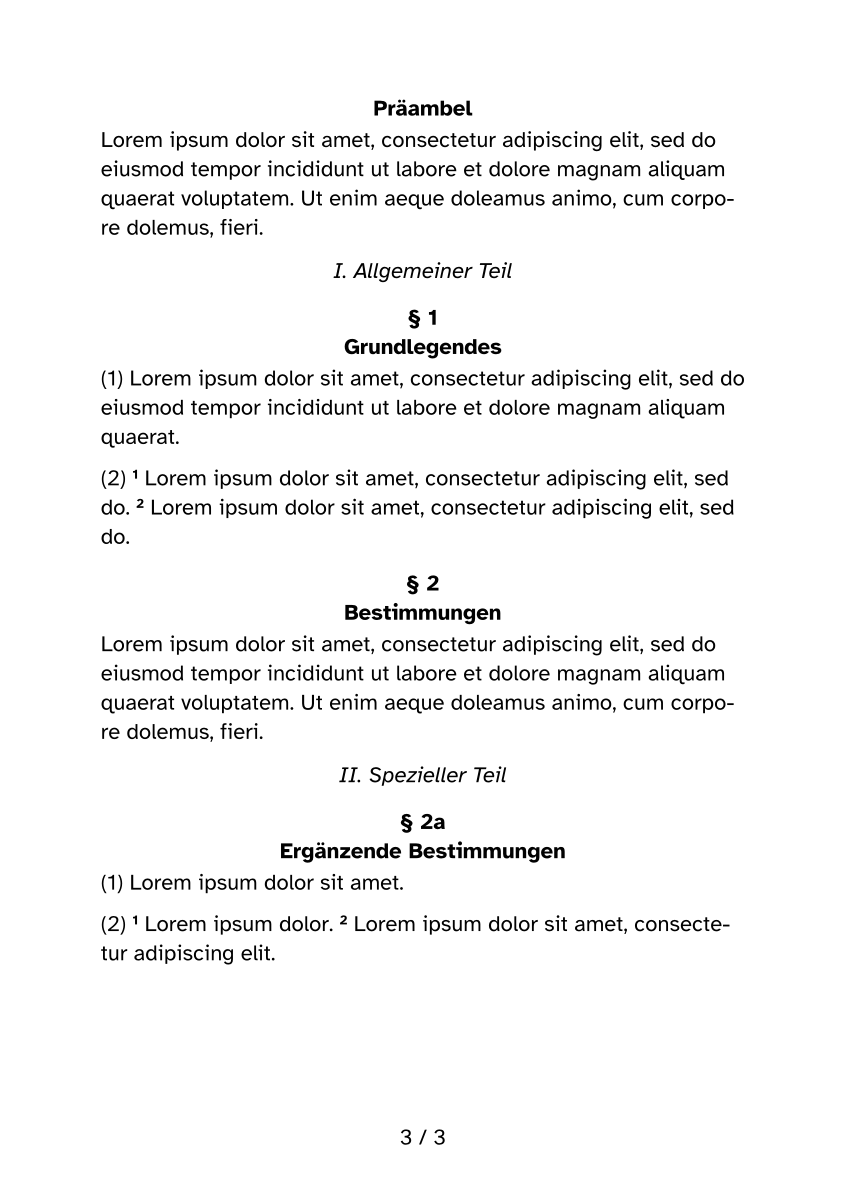 Präambel
Lorem ipsum dolor sit amet, consectetur adipiscing elit, sed do
eiusmod tempor incididunt ut labore et dolore magnam aliquam
quaerat voluptatem. Ut enim aeque doleamus animo, cum corpo-
re dolemus, fieri.
I. Allgemeiner Teil
§ 1
Grundlegendes
(1) Lorem ipsum dolor sit amet, consectetur adipiscing elit, sed do
eiusmod tempor incididunt ut labore et dolore magnam aliquam
quaerat.
(2) ¹ Lorem ipsum dolor sit amet, consectetur adipiscing elit, sed
do. ² Lorem ipsum dolor sit amet, consectetur adipiscing elit, sed
do.
§ 2
Bestimmungen
Lorem ipsum dolor sit amet, consectetur adipiscing elit, sed do
eiusmod tempor incididunt ut labore et dolore magnam aliquam
quaerat voluptatem. Ut enim aeque doleamus animo, cum corpo-
re dolemus, fieri.
II. Spezieller Teil
§ 2a
Ergänzende Bestimmungen
(1) Lorem ipsum dolor sit amet.
(2) ¹ Lorem ipsum dolor. ² Lorem ipsum dolor sit amet, consecte-
tur adipiscing elit.
3 / 3